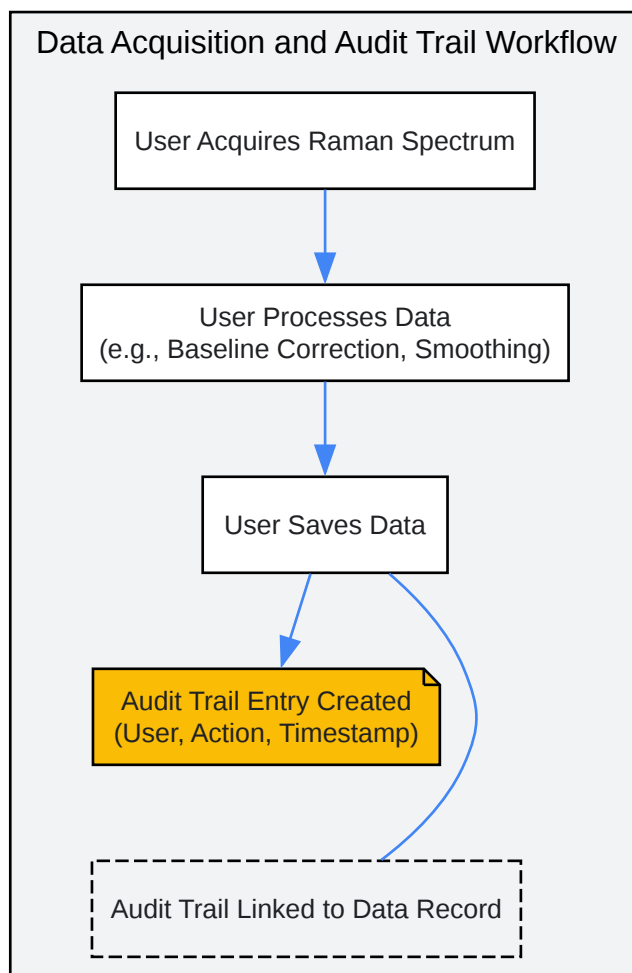 Data Acquisition and Audit Trail Workflow
User Acquires Raman Spectrum
User Processes Data
(e.g., Baseline Correction, Smoothing)
User Saves Data
Audit Trail Entry Created
(User, Action, Timestamp)
Audit Trail Linked to Data Record